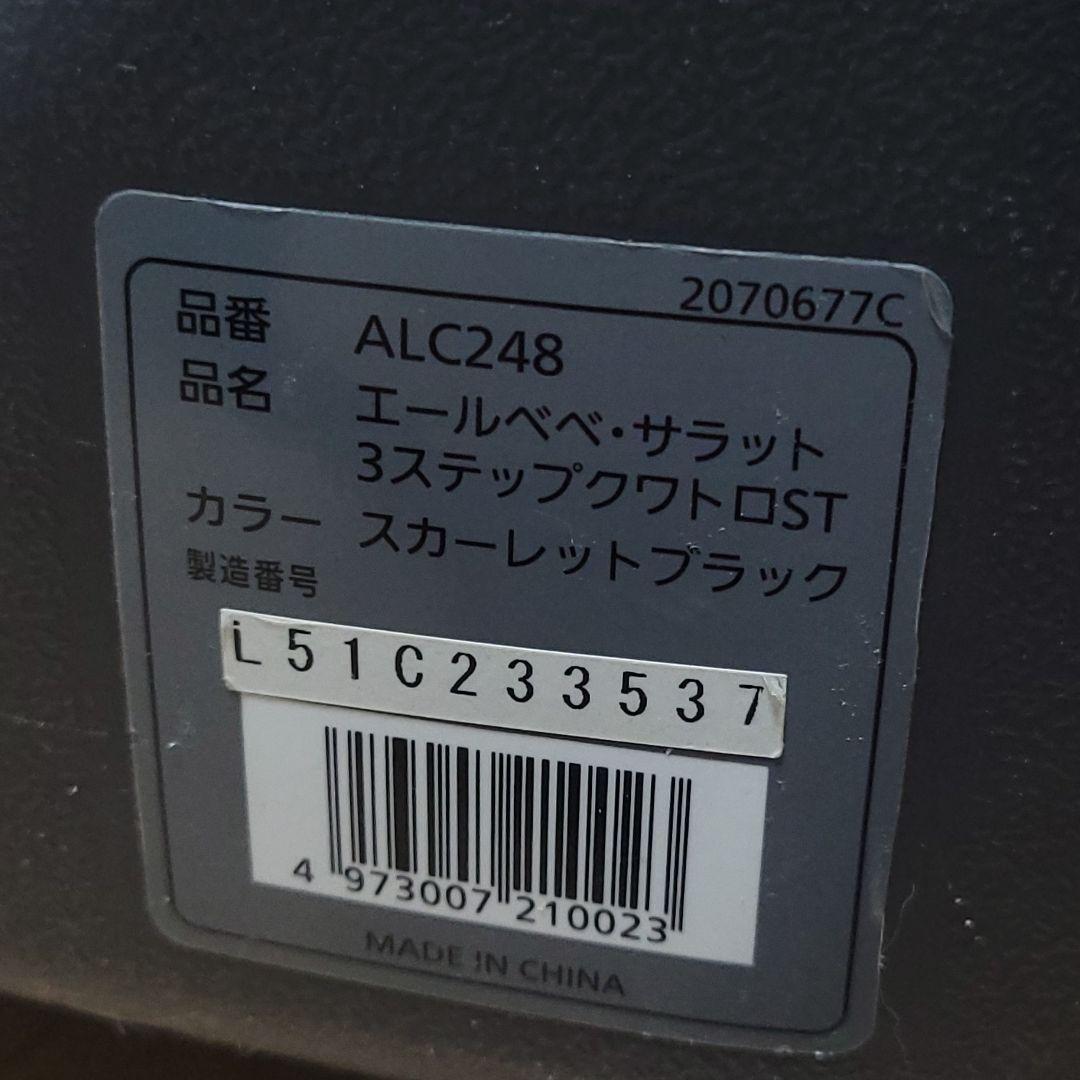 2070677C
品番 ALC248
品名 エールベベ・サラット
3ステップクワトロST
カラー スカーレットブラック
製造番号
L51C233537
4 973007 210023
MADE IN CHINA